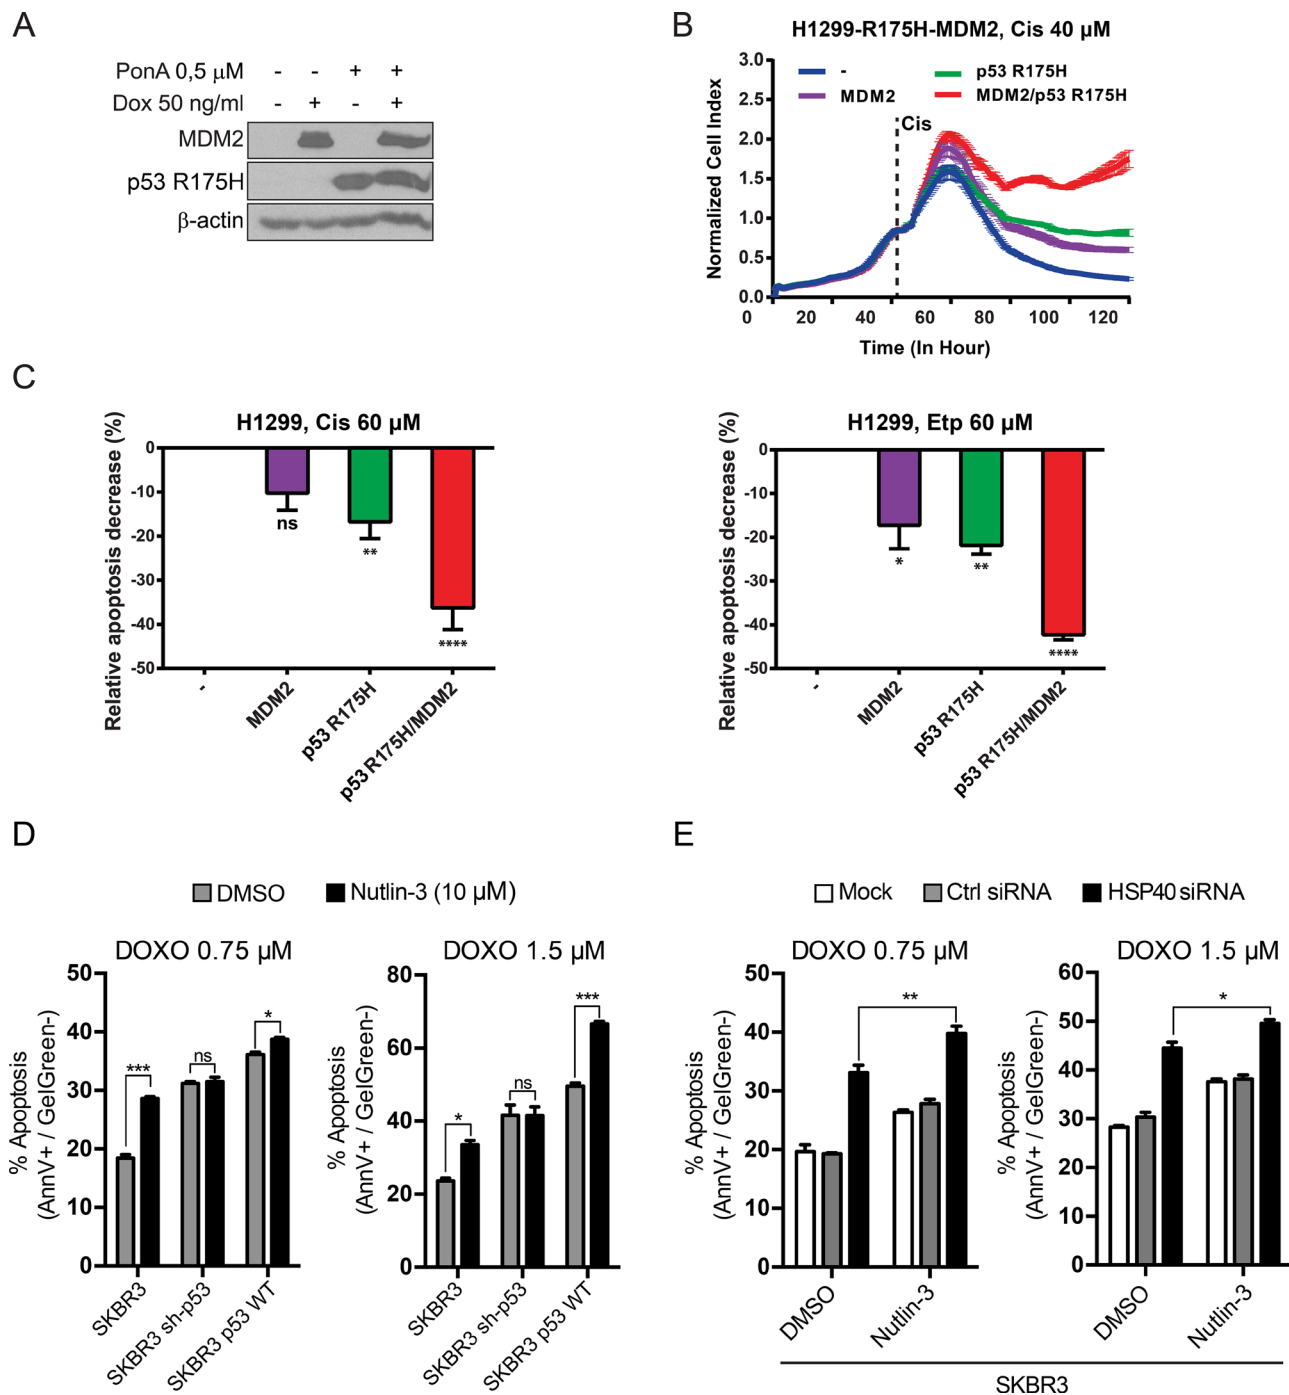 A
PonA 0,5 μM - - + +
Dox 50 ng/ml - + - +
MDM2
p53 R175H
β-actin
B
H1299-R175H-MDM2, Cis 40 μM
Normalized Cell Index
3.0
2.5
2.0
1.5
1.0
0.5
0.0
-
MDM2
p53 R175H
MDM2/p53 R175H
Cis
0 20 40 60 80 100 120
Time (In Hour)
C
H1299, Cis 60 μM
Relative apoptosis decrease (%)
0
-10
-20
-30
-40
-50
ns
**
****
-
MDM2
p53 R175H
p53 R175H/MDM2
H1299, Etp 60 μM
Relative apoptosis decrease (%)
0
-10
-20
-30
-40
-50
*
**
****
-
MDM2
p53 R175H
p53 R175H/MDM2
D
DMSO Nutlin-3 (10 μM)
DOXO 0.75 μM
% Apoptosis
(AnnV+ / GelGreen-)
50
40
30
20
10
0
***
ns
*
SKBR3
SKBR3 sh-p53
SKBR3 p53 WT
DOXO 1.5 μM
% Apoptosis
(AnnV+ / GelGreen-)
80
60
40
20
0
*
ns
***
SKBR3
SKBR3 sh-p53
SKBR3 p53 WT
E
Mock Ctrl siRNA HSP40 siRNA
DOXO 0.75 μM
% Apoptosis
(AnnV+ / GelGreen-)
50
40
30
20
10
0
**
DMSO
Nutlin-3
DOXO 1.5 μM
% Apoptosis
(AnnV+ / GelGreen-)
60
50
40
30
20
10
0
*
DMSO
Nutlin-3
SKBR3